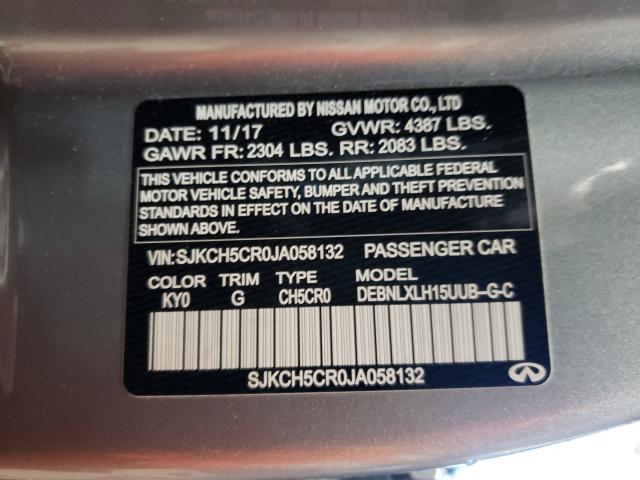 MANUFACTURED BY NISSAN MOTOR CO., LTD
DATE: 11/17 GVWR: 4387 LBS.
GAWR FR: 2304 LBS. RR: 2083 LBS.
THIS VEHICLE CONFORMS TO ALL APPLICABLE FEDERAL
MOTOR VEHICLE SAFETY, BUMPER AND THEFT PREVENTION
STANDARDS IN EFFECT ON THE DATE OF MANUFACTURE
SHOWN ABOVE.
VIN: SJKCH5CR0JA058132 PASSENGER CAR
COLOR TRIM TYPE MODEL
KY0 G CH5CR0 DEBNLXLH15UUB-G-C
SJKCH5CR0JA058132